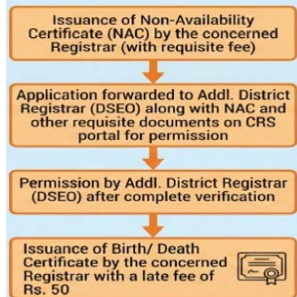 Issuance of Non-Availability
Certificate (NAC) by the concerned
Registrar (with requisite fee)
Application forwarded to Addl. District
Registrar (DSEO) along with NAC and
other requisite documents on CRS
portal for permission
Permission by Addl. District Registrar
(DSEO) after complete verification
Issuance of Birth/ Death
Certificate by the concerned
Registrar with a late fee of
Rs. 50